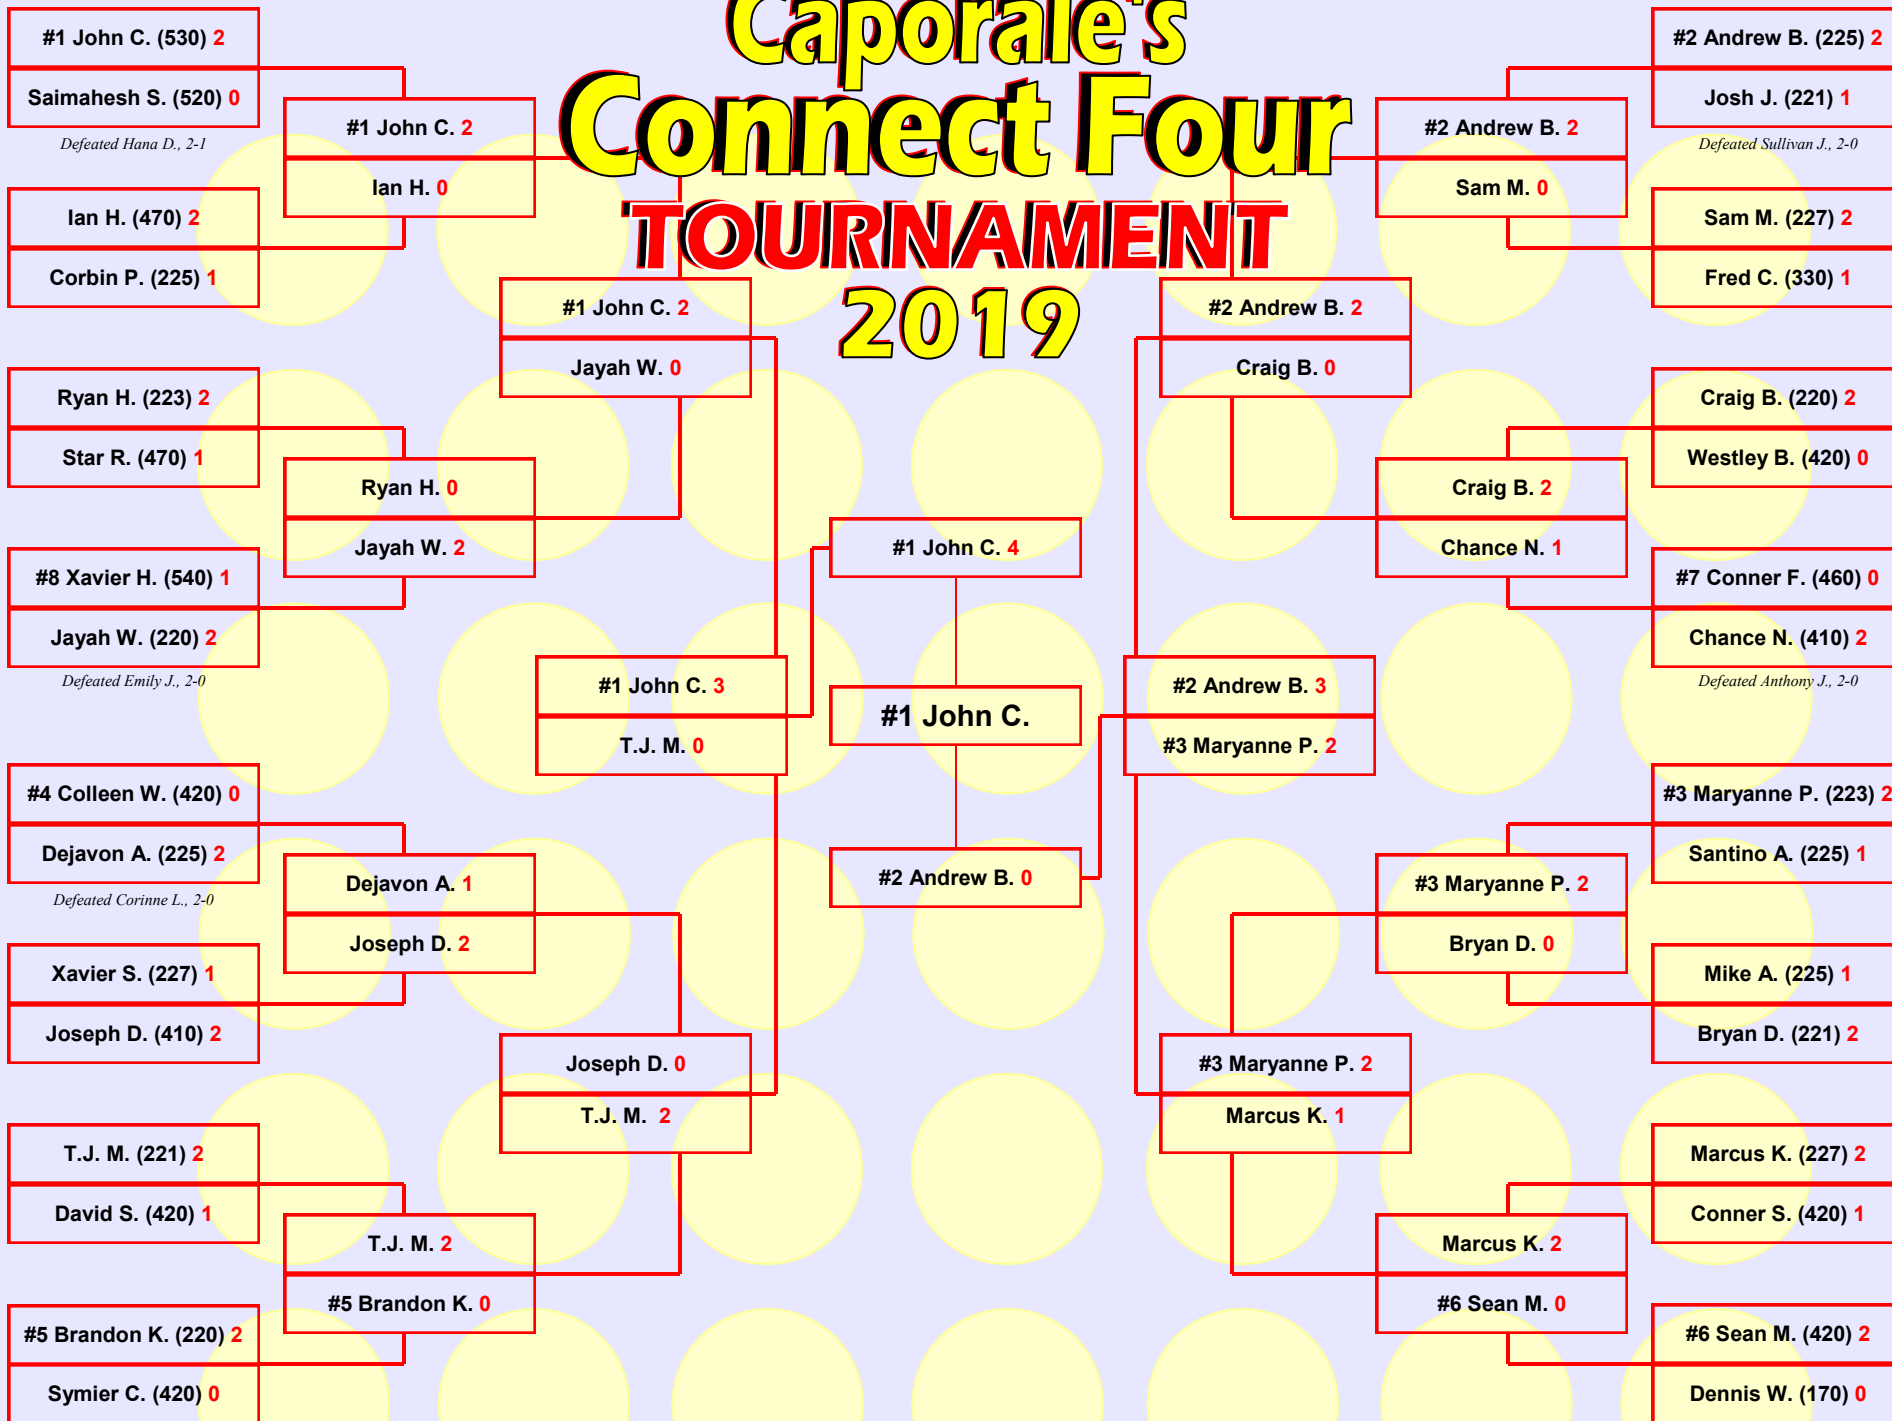 Caporale's
Connect Four
TOURNAMENT
2019
#1 John C. (530) 2
Saimahesh S. (520) 0
Defeated Hana D., 2-1
Ian H. (470) 2
Corbin P. (225) 1
Ryan H. (223) 2
Star R. (470) 1
#8 Xavier H. (540) 1
Jayah W. (220) 2
Defeated Emily J., 2-0
#4 Colleen W. (420) 0
Dejavon A. (225) 2
Defeated Corinne L., 2-0
Xavier S. (227) 1
Joseph D. (410) 2
T.J. M. (221) 2
David S. (420) 1
#5 Brandon K. (220) 2
Symier C. (420) 0
#1 John C. 2
Ian H. 0
Ryan H. 0
Jayah W. 2
Dejavon A. 1
Joseph D. 2
T.J. M. 2
#5 Brandon K. 0
#1 John C. 2
Jayah W. 0
Joseph D. 0
T.J. M. 2
#1 John C. 3
T.J. M. 0
#1 John C. 4
#1 John C.
#2 Andrew B. 0
#2 Andrew B. 3
#3 Maryanne P. 2
#2 Andrew B. 2
Craig B. 0
#3 Maryanne P. 2
Marcus K. 1
#2 Andrew B. 2
Sam M. 0
Craig B. 2
Chance N. 1
#3 Maryanne P. 2
Bryan D. 0
Marcus K. 2
#6 Sean M. 0
#2 Andrew B. (225) 2
Josh J. (221) 1
Defeated Sullivan J., 2-0
Sam M. (227) 2
Fred C. (330) 1
Craig B. (220) 2
Westley B. (420) 0
#7 Conner F. (460) 0
Chance N. (410) 2
Defeated Anthony J., 2-0
#3 Maryanne P. (223) 2
Santino A. (225) 1
Mike A. (225) 1
Bryan D. (221) 2
Marcus K. (227) 2
Conner S. (420) 1
#6 Sean M. (420) 2
Dennis W. (170) 0